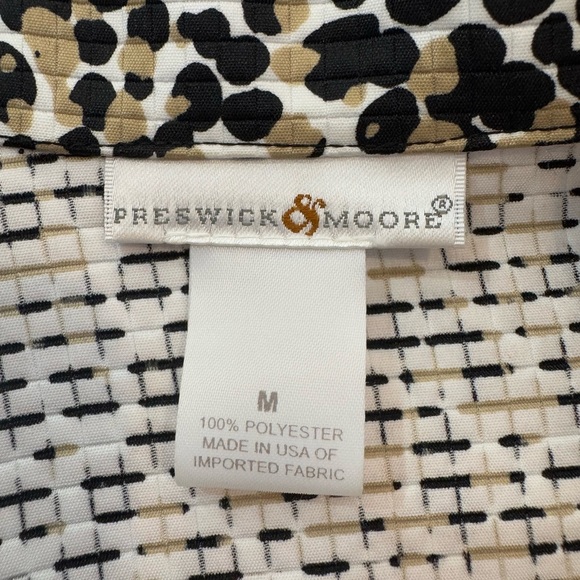 PRESWICK & MOORE®
M
100% POLYESTER
MADE IN USA OF
IMPORTED FABRIC